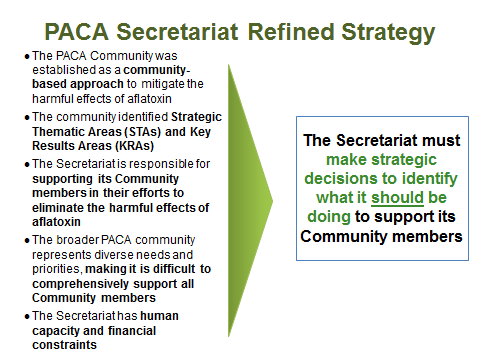 PACA Secretariat Refined Strategy
• The PACA Community was
established as a community-
based approach to mitigate the
harmful effects of aflatoxin
• The community identified Strategic
Thematic Areas (STAs) and Key
Results Areas (KRAs)
• The Secretariat is responsible for
supporting its Community
members in their efforts to
eliminate the harmful effects of
aflatoxin
• The broader PACA community
represents diverse needs and
priorities, making it is difficult to
comprehensively support all
Community members
• The Secretariat has human
capacity and financial
constraints
The Secretariat must
make strategic
decisions to identify
what it should be
doing to support its
Community members